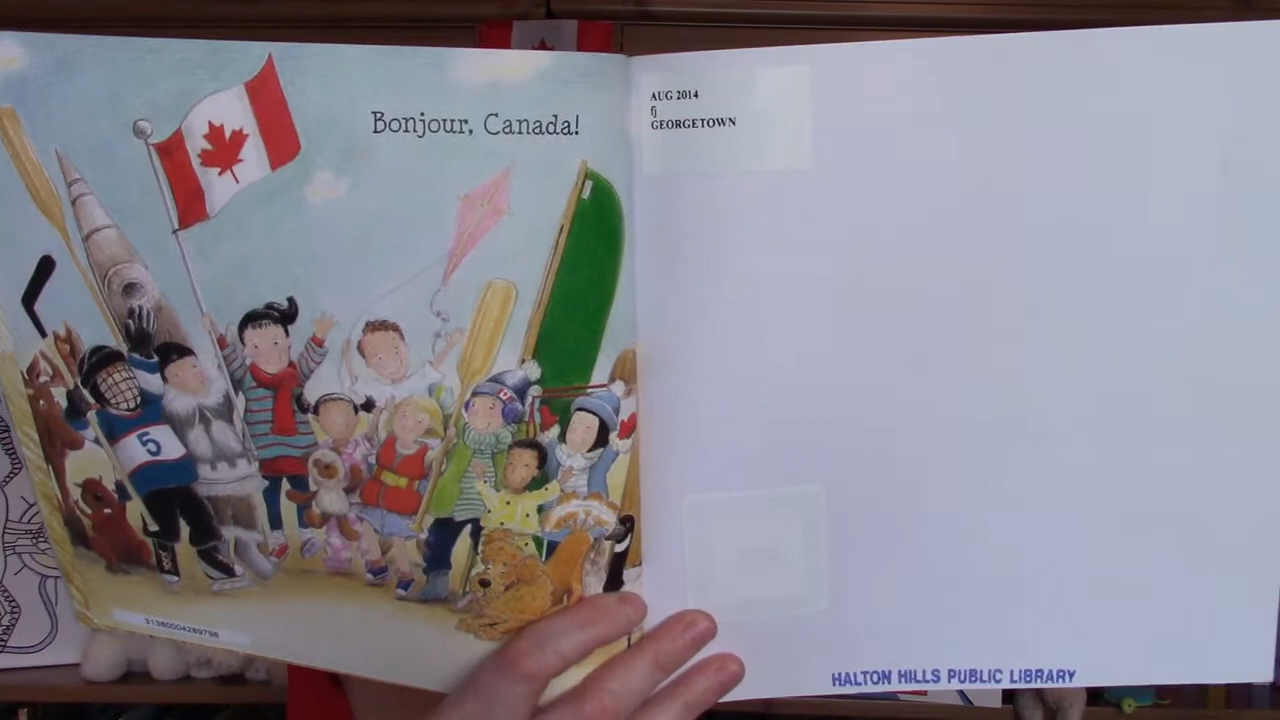 Bonjour, Canada!
AUG 2014
fj
GEORGETOWN
5
31380004289798
HALTON HILLS PUBLIC LIBRARY